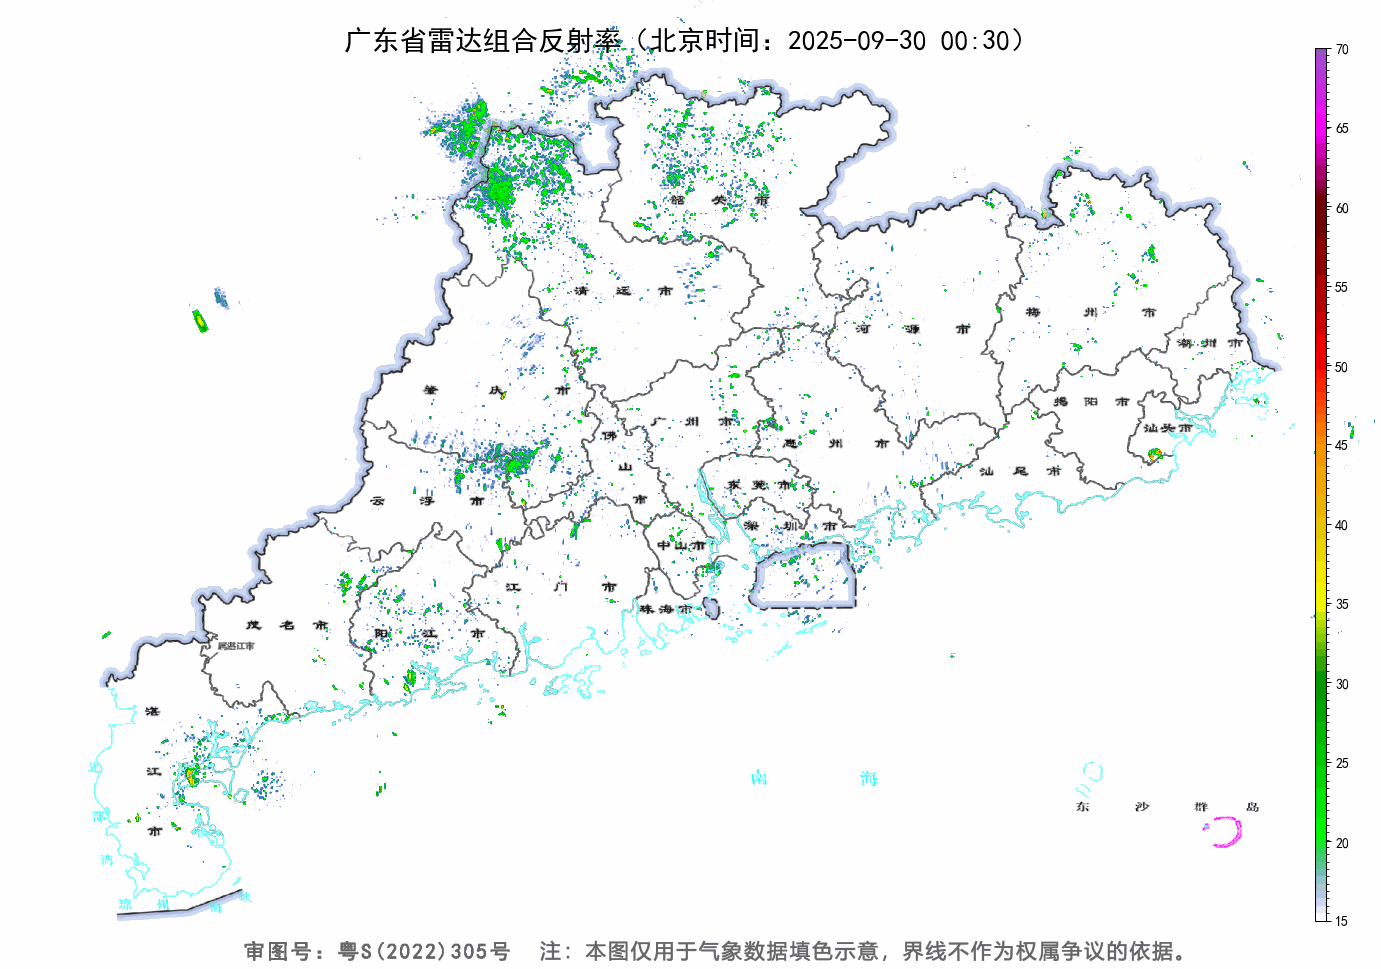 广东省雷达组合反射率（北京时间：2025-09-30 00:30）
70
65
60
55
50
45
40
35
30
25
20
15
韶关市
清远市
河源市
梅州市
潮州市
肇庆市
广州市
佛山市
惠州市
揭阳市
汕头市
汕尾市
云浮市
东莞市
深圳市
中山市
江门市
珠海市
茂名市
阳江市
属湛江市
湛江市
北部湾
琼州海峡
南海
东沙群岛
审图号：粤S(2022)305号 注：本图仅用于气象数据填色示意，界线不作为权属争议的依据。